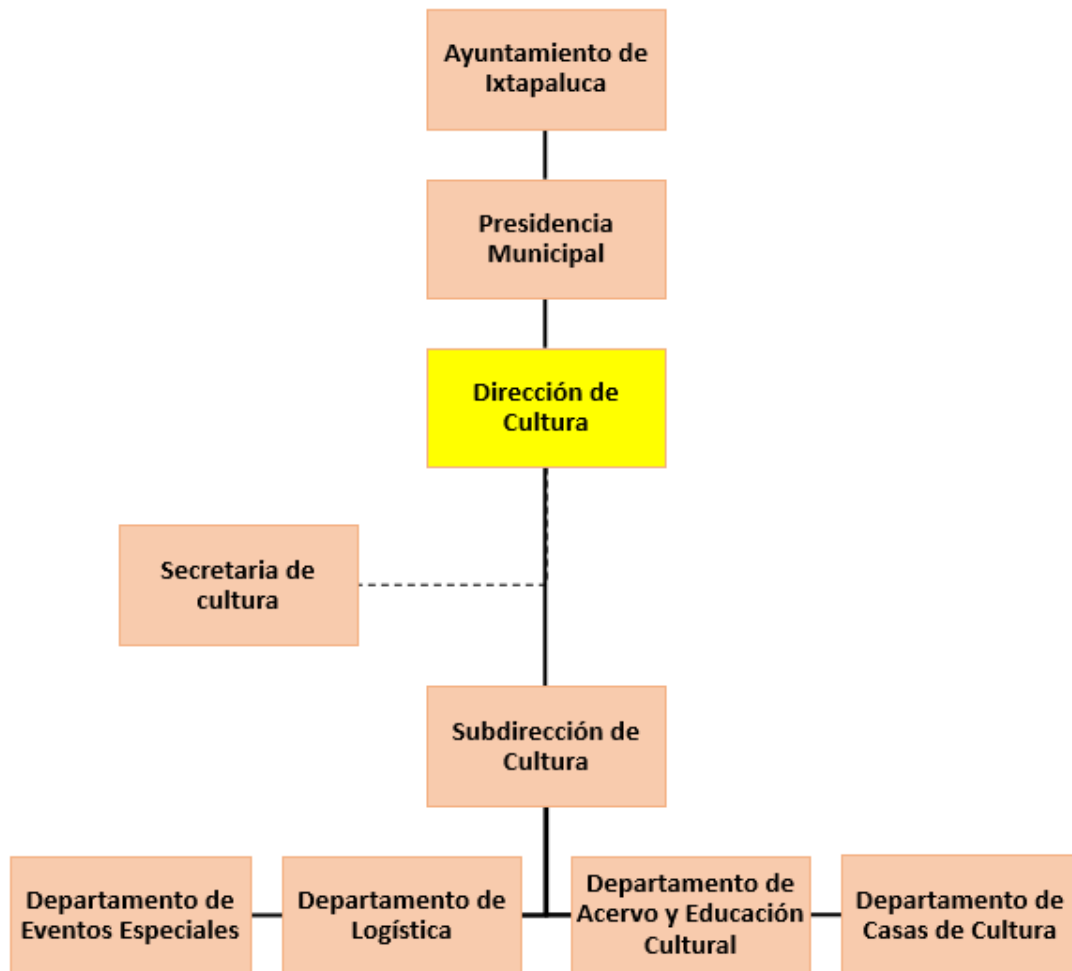 Ayuntamiento de
Ixtapaluca
Presidencia
Municipal
Dirección de
Cultura
Secretaria de
cultura
Subdirección de
Cultura
Departamento de
Eventos Especiales
Departamento de
Logística
Departamento de
Acervo y Educación
Cultural
Departamento de
Casas de Cultura